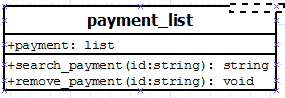 payment_list
+payment: list
+search_payment(id:string): string
+remove_payment(id:string): void